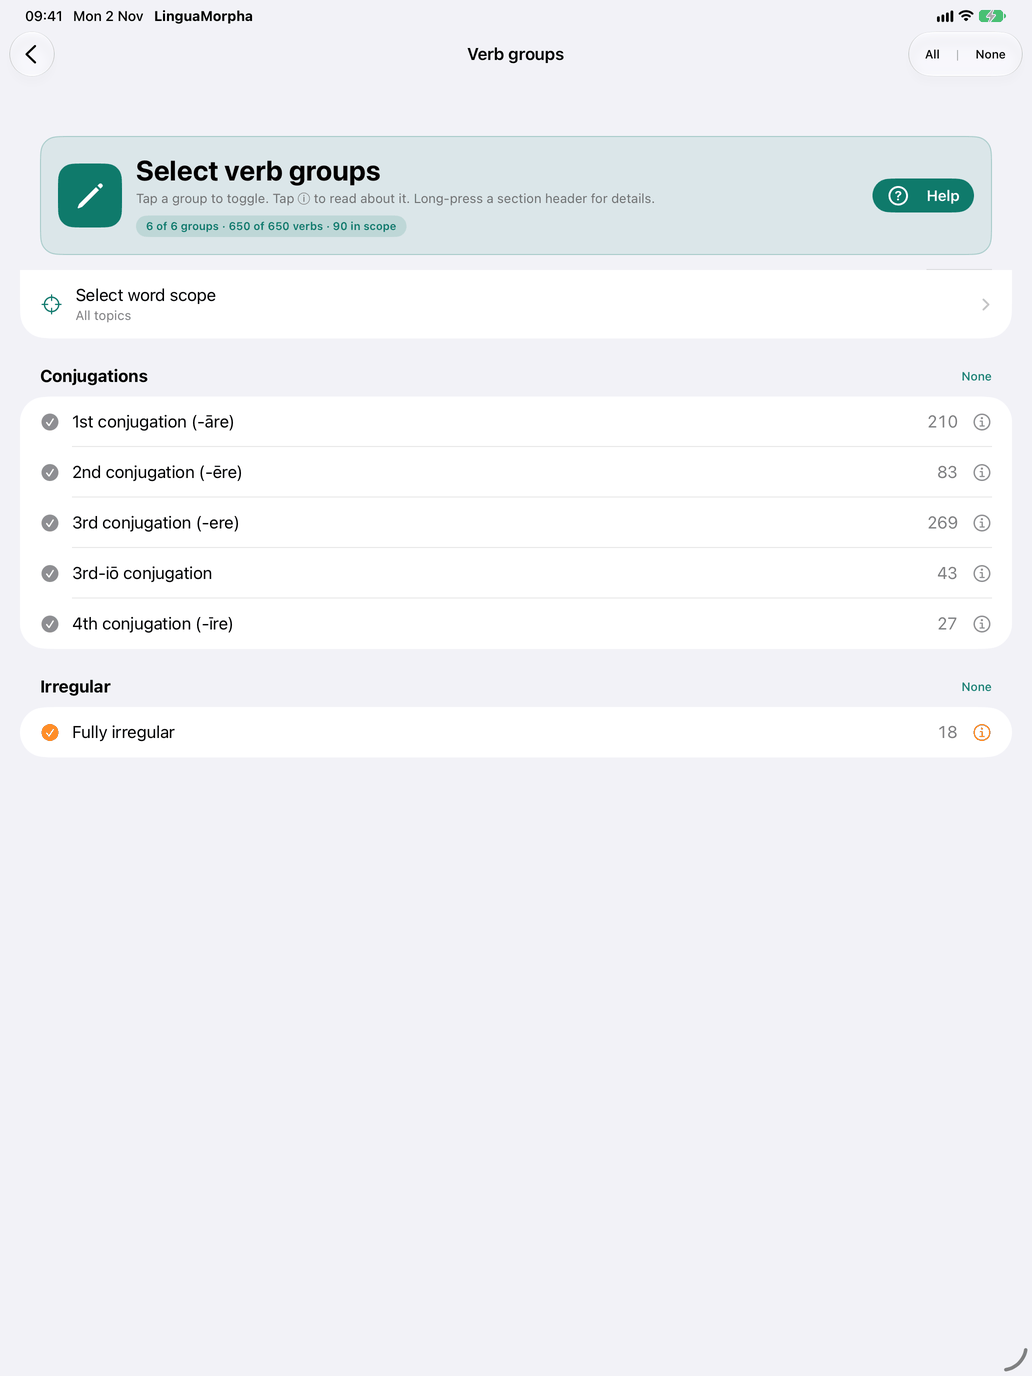 09:41 Mon 2 Nov LinguaMorpha
Verb groups
All | None
Select verb groups
Tap a group to toggle. Tap ⓘ to read about it. Long-press a section header for details.
6 of 6 groups · 650 of 650 verbs · 90 in scope
Help
Select word scope
All topics
Conjugations None
1st conjugation (-āre) 210
2nd conjugation (-ēre) 83
3rd conjugation (-ere) 269
3rd-iō conjugation 43
4th conjugation (-īre) 27
Irregular None
Fully irregular 18